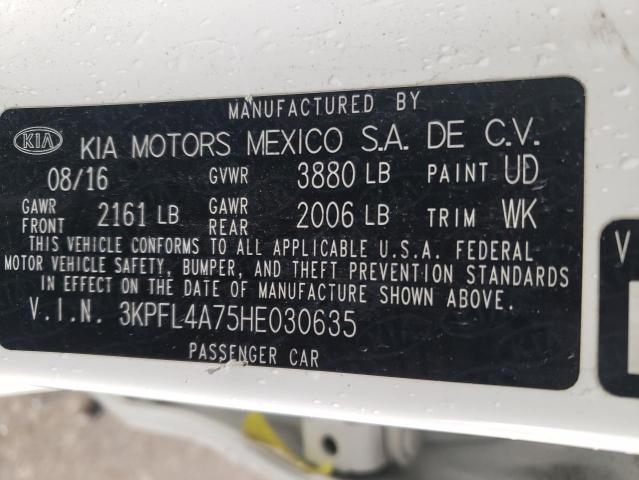 MANUFACTURED BY
KIA KIA MOTORS MEXICO S.A. DE C.V.
08/16 GVWR 3880 LB PAINT UD
GAWR FRONT 2161 LB GAWR REAR 2006 LB TRIM WK
THIS VEHICLE CONFORMS TO ALL APPLICABLE U.S.A. FEDERAL
MOTOR VEHICLE SAFETY, BUMPER, AND THEFT PREVENTION STANDARDS
IN EFFECT ON THE DATE OF MANUFACTURE SHOWN ABOVE.
V.I.N. 3KPFL4A75HE030635
PASSENGER CAR
V